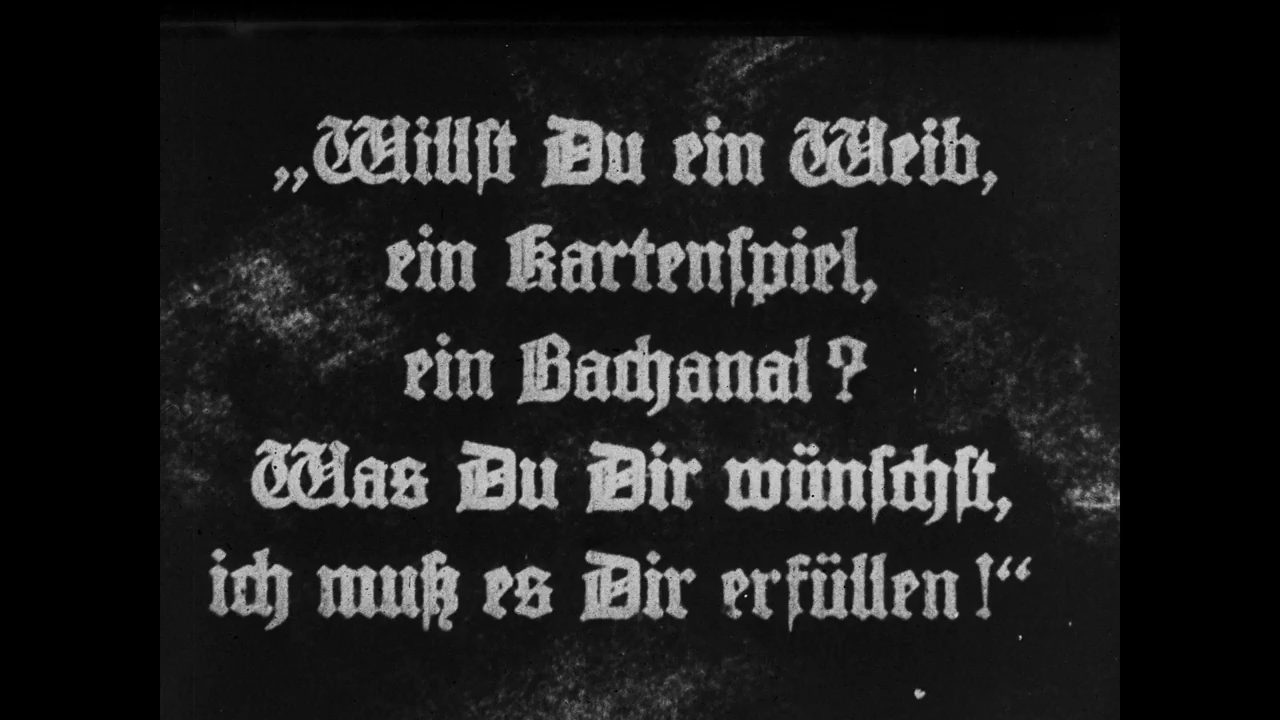 „Willst Du ein Weib,
ein Kartenspiel,
ein Bachanal?
Was Du Dir wünschst,
ich muß es Dir erfüllen!“